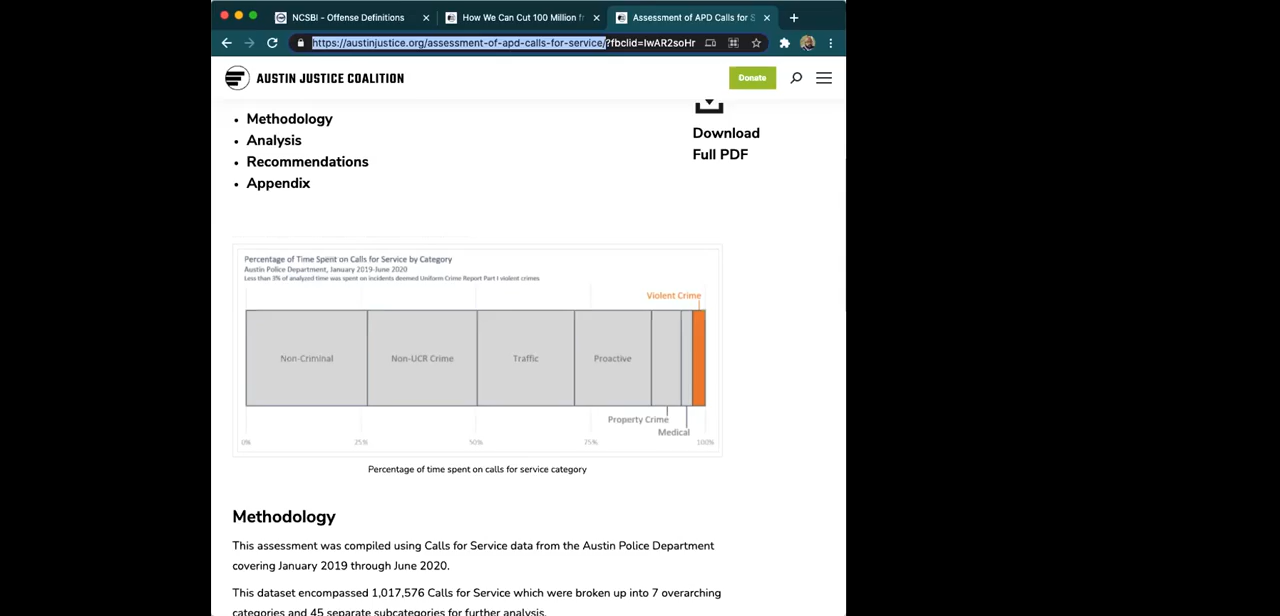 NCSBI - Offense Definitions
How We Can Cut 100 Million fr
Assessment of APD Calls for S
https://austinjustice.org/assessment-of-apd-calls-for-service/?fbclid=IwAR2soHr
AUSTIN JUSTICE COALITION
Donate
• Methodology
• Analysis
• Recommendations
• Appendix
Download
Full PDF
Percentage of Time Spent on Calls for Service by Category
Austin Police Department, January 2019-June 2020
Less than 3% of analyzed time was spent on incidents deemed Uniform Crime Report Part I violent crimes.
Violent Crime
Non-Criminal
Non-UCR Crime
Traffic
Proactive
Property Crime
Medical
0%
25%
50%
75%
100%
Percentage of time spent on calls for service category
Methodology
This assessment was compiled using Calls for Service data from the Austin Police Department
covering January 2019 through June 2020.
This dataset encompassed 1,017,576 Calls for Service which were broken up into 7 overarching
categories and 45 separate subcategories for further analysis.